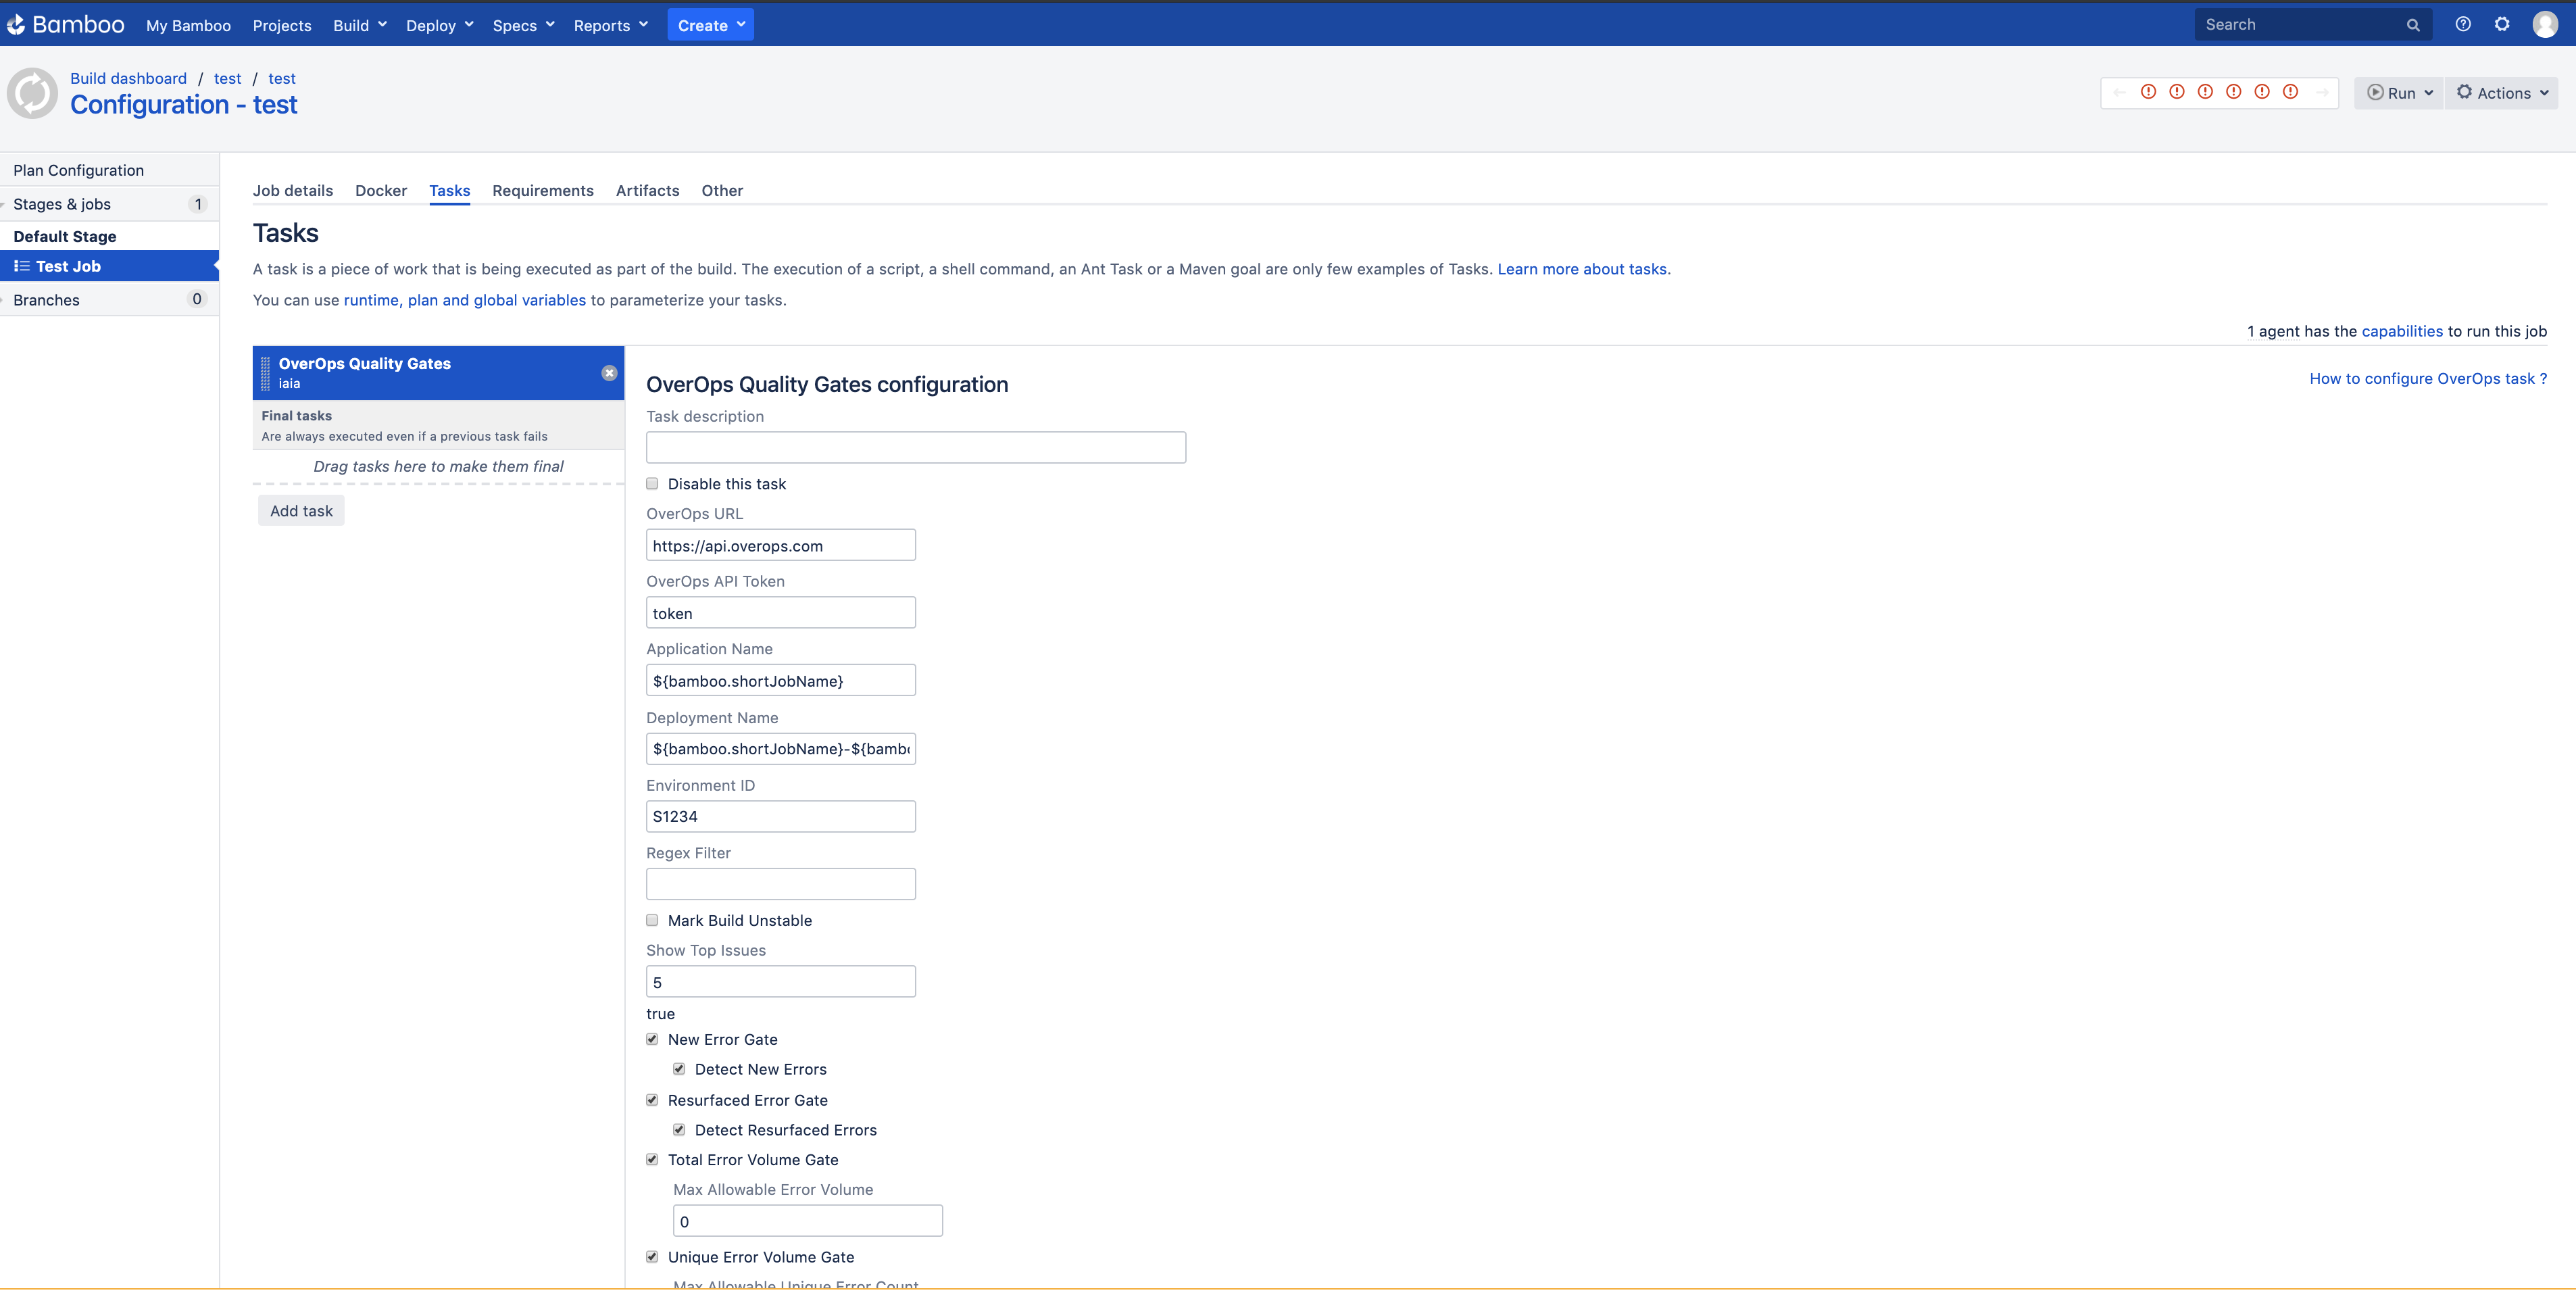 Bamboo My Bamboo Projects Build Deploy Specs Reports Create Search
Build dashboard / test / test
Configuration - test
Run Actions
Plan Configuration
Stages & jobs 1
Default Stage
Test Job
Branches 0
Job details Docker Tasks Requirements Artifacts Other
Tasks
A task is a piece of work that is being executed as part of the build. The execution of a script, a shell command, an Ant Task or a Maven goal are only few examples of Tasks. Learn more about tasks.
You can use runtime, plan and global variables to parameterize your tasks.
1 agent has the capabilities to run this job
OverOps Quality Gates
iaia
Final tasks
Are always executed even if a previous task fails
Drag tasks here to make them final
Add task
OverOps Quality Gates configuration
How to configure OverOps task ?
Task description
Disable this task
OverOps URL
https://api.overops.com
OverOps API Token
token
Application Name
${bamboo.shortJobName}
Deployment Name
${bamboo.shortJobName}-${bambo
Environment ID
S1234
Regex Filter
Mark Build Unstable
Show Top Issues
5
true
New Error Gate
Detect New Errors
Resurfaced Error Gate
Detect Resurfaced Errors
Total Error Volume Gate
Max Allowable Error Volume
0
Unique Error Volume Gate
Max Allowable Unique Error Count